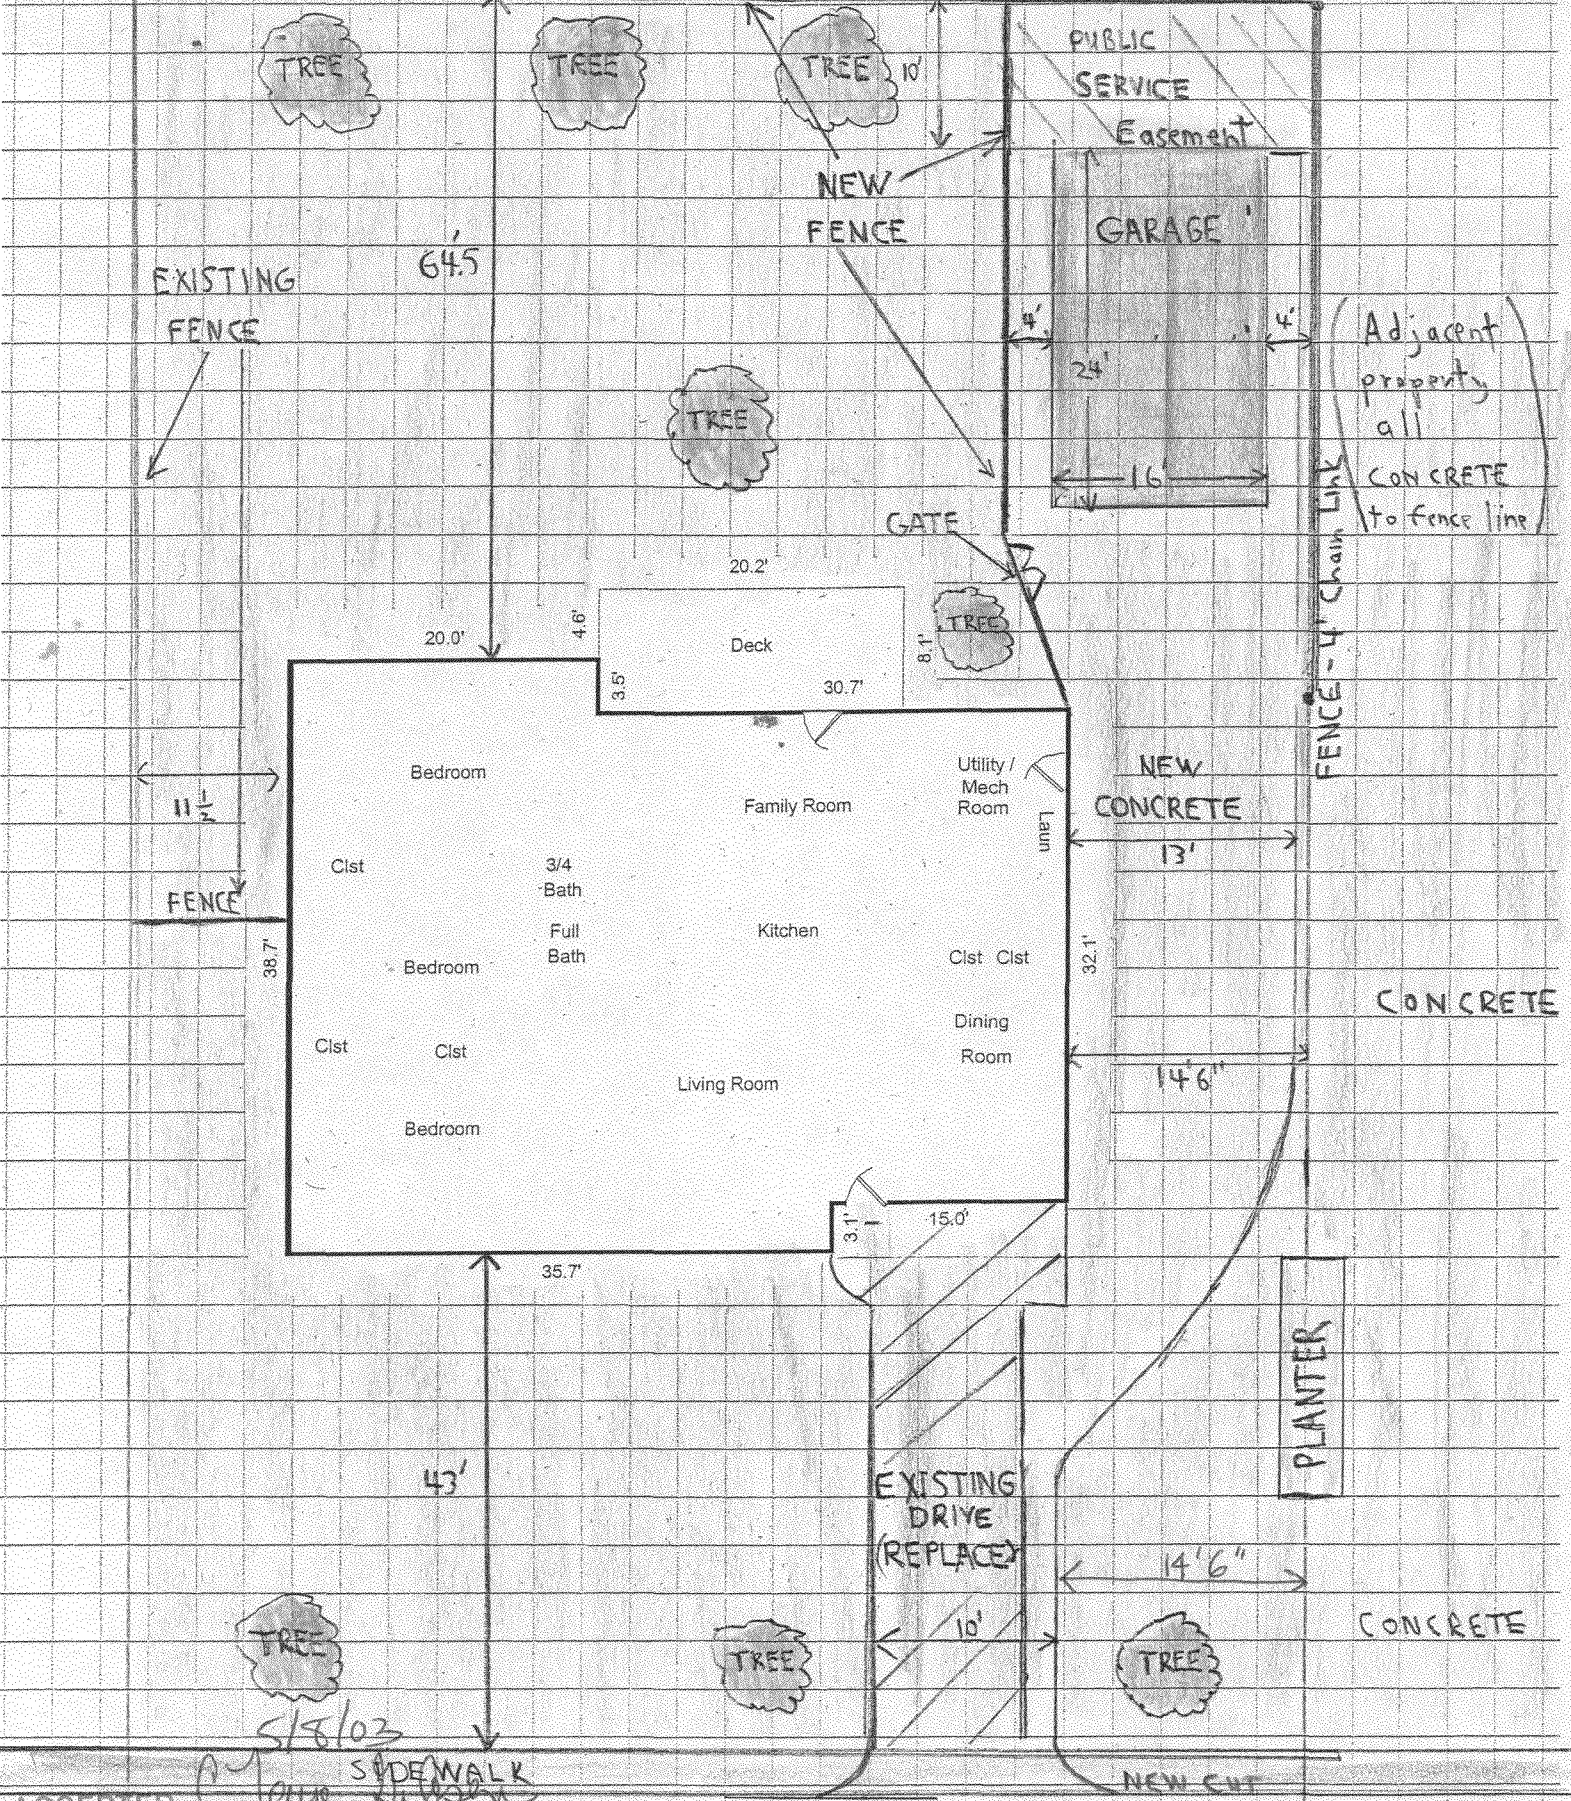 TREE
TREE
TREE
10'
PUBLIC
SERVICE
Easement
NEW
FENCE
GARAGE
64.5'
EXISTING
FENCE
4'
24'
4'
16'
(Adjacent
property
all
CONCRETE
to fence line)
TREE
GATE
FENCE - 4' Chain Link
20.2'
4.6'
20.0'
Deck
8.1'
TREE
3.5'
30.7'
Bedroom
Utility /
Mech
Room
Family Room
Laun
NEW
CONCRETE
13'
11 1/2
Clst
3/4
Bath
FENCE
Full
Bath
Kitchen
38.7'
Bedroom
Clst Clst
32.1'
CONCRETE
Dining
Room
Clst
Clst
Living Room
14'6"
Bedroom
3.1'
15.0'
35.7'
PLANTER
43'
EXISTING
DRIVE
(REPLACE)
14'6"
10'
CONCRETE
TREE
TREE
TREE
5/8/03
SIDEWALK
NEW CUT